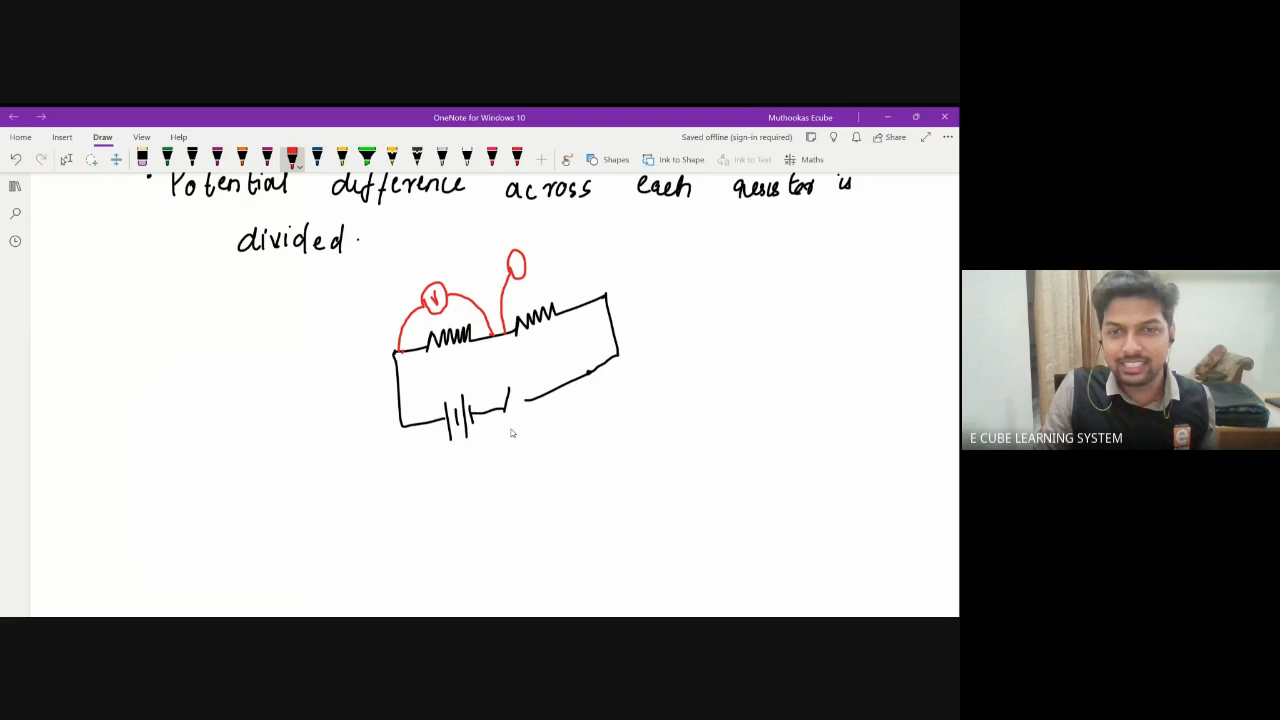 OneNote for Windows 10
Muthookas Ecube
Home Insert Draw View Help
Saved offline (sign-in required)
Share
Shapes
Ink to Shape
Ink to Text
Maths
Potential difference across each resistor is
divided.
V
E CUBE LEARNING SYSTEM